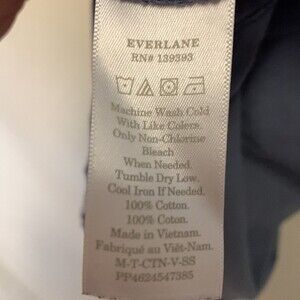 EVERLANE
RN# 139393
Machine Wash Cold
With Like Colors.
Only Non-Chlorine
Bleach
When Needed.
Tumble Dry Low.
Cool Iron If Needed.
100% Cotton.
100% Coton.
Made in Vietnam.
Fabriqué au Viêt-Nam.
M-T-CTN-V-SS
PP4624547385